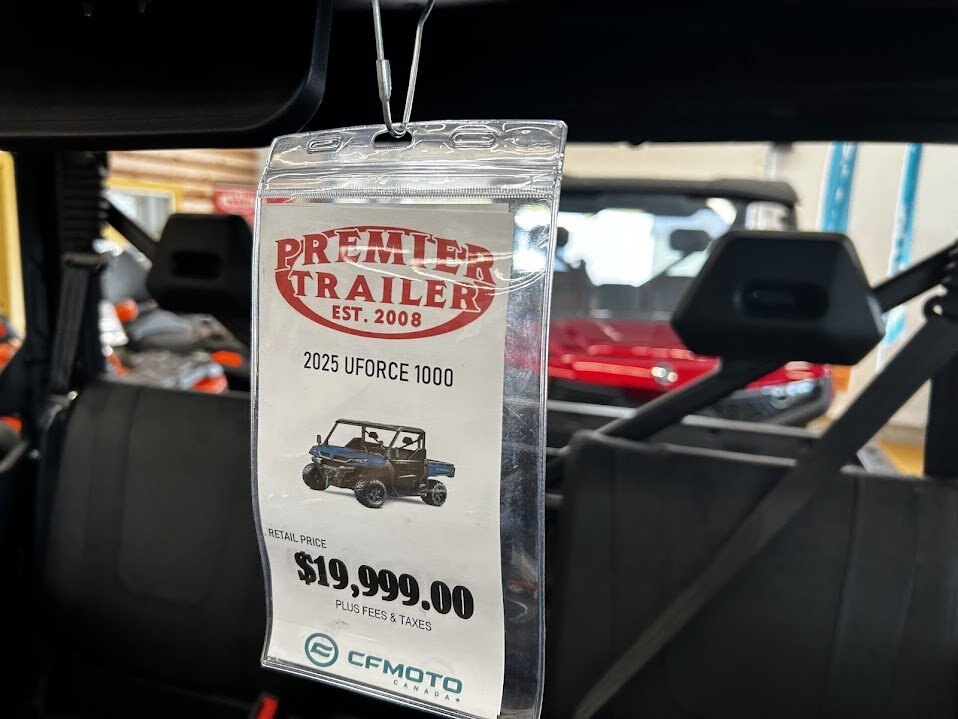 PREMIER
TRAILER
EST. 2008
2025 UFORCE 1000
RETAIL PRICE
$19,999.00
PLUS FEES & TAXES
CFMOTO
CANADA